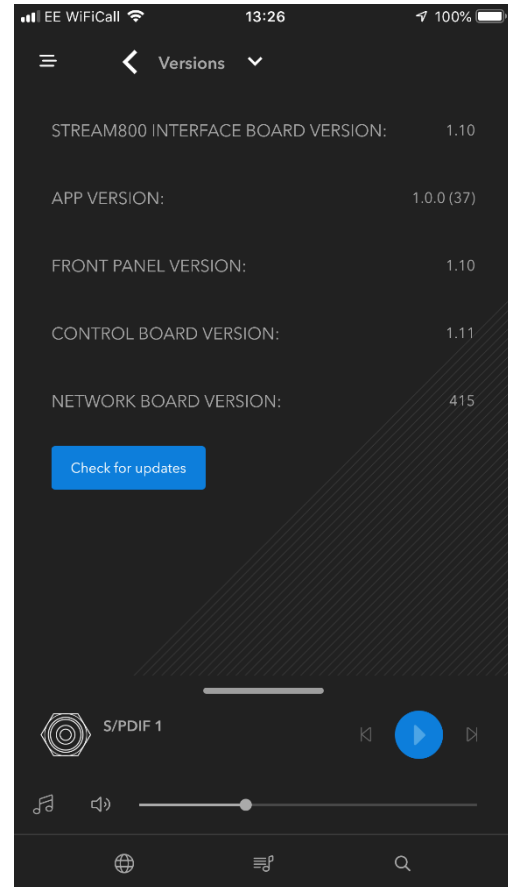 EE WiFiCall 13:26 100%
Versions
STREAM800 INTERFACE BOARD VERSION: 1.10
APP VERSION: 1.0.0 (37)
FRONT PANEL VERSION: 1.10
CONTROL BOARD VERSION: 1.11
NETWORK BOARD VERSION: 415
Check for updates
S/PDIF 1